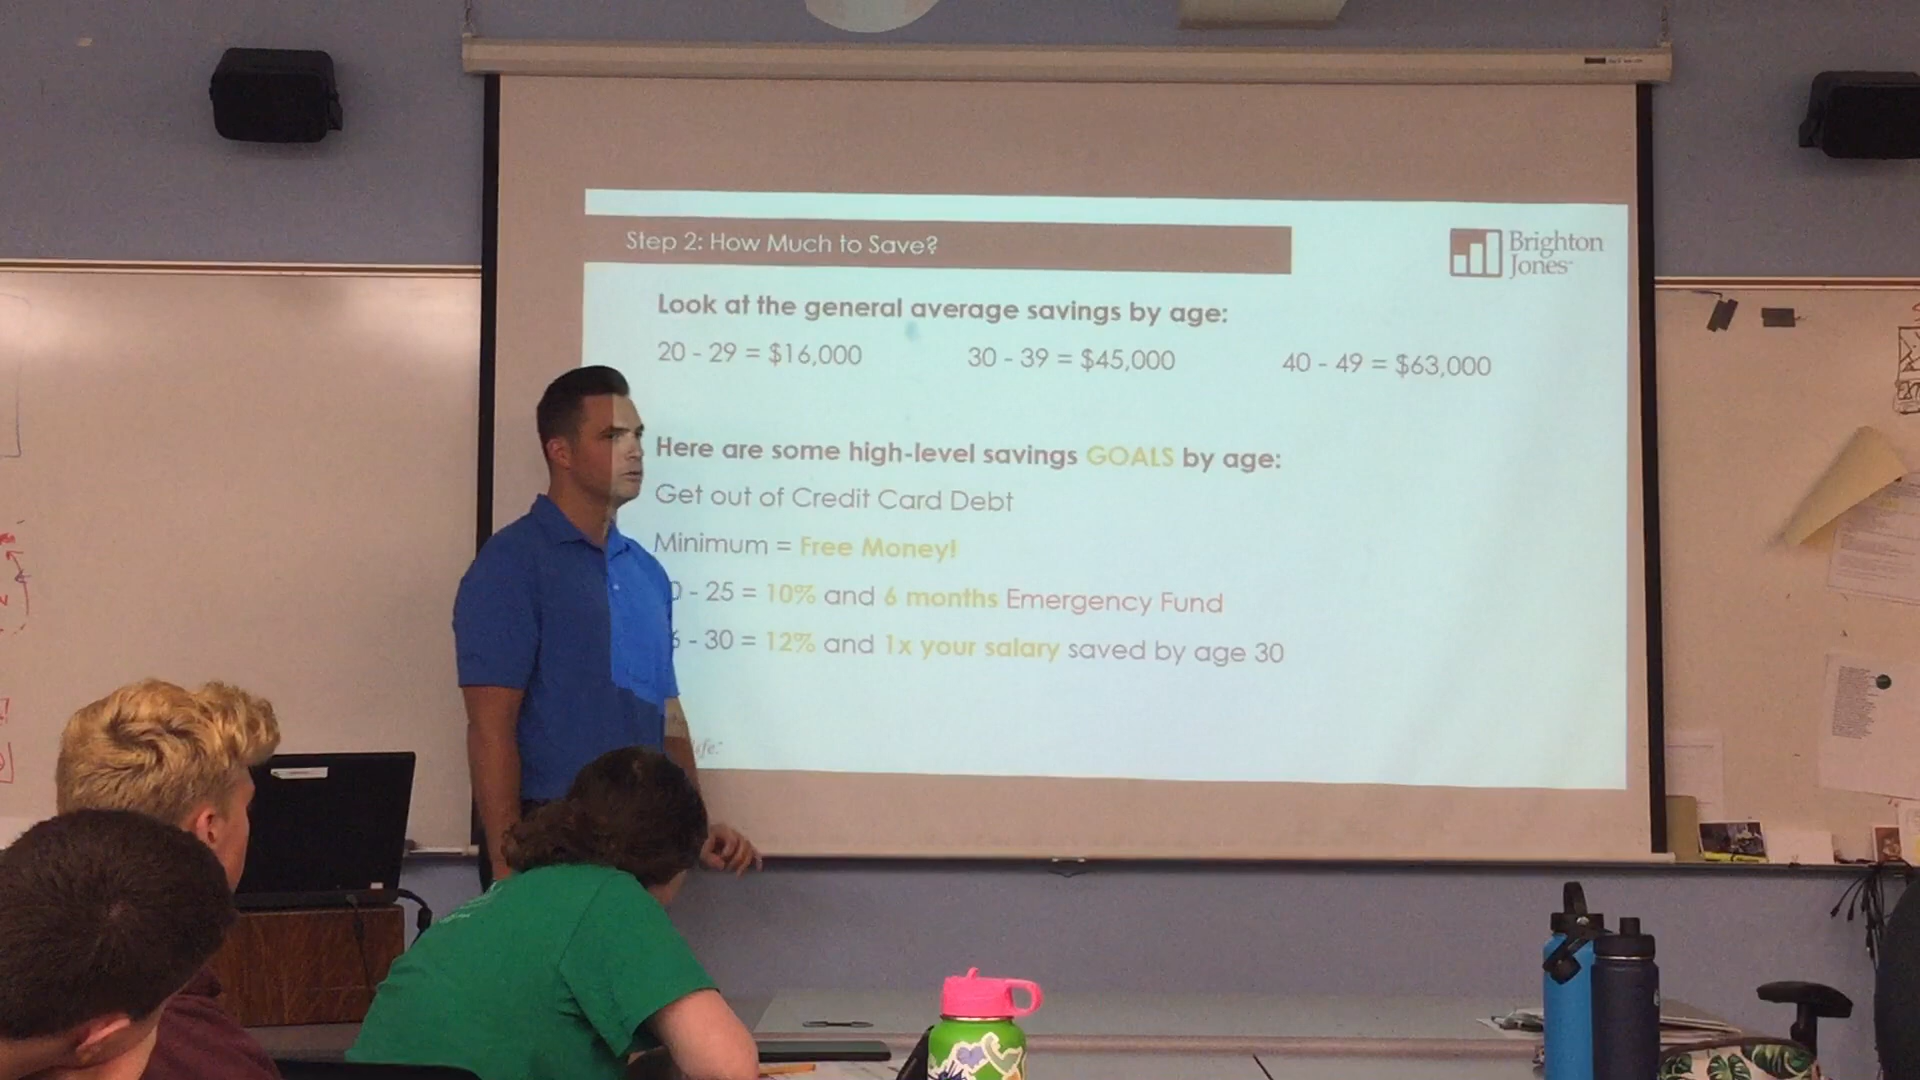 Step 2: How Much to Save?
Brighton
Jones
Look at the general average savings by age:
20 - 29 = $16,000 30 - 39 = $45,000 40 - 49 = $63,000
Here are some high-level savings GOALS by age:
Get out of Credit Card Debt
Minimum = Free Money!
- 25 = 10% and 6 months Emergency Fund
- 30 = 12% and 1x your salary saved by age 30